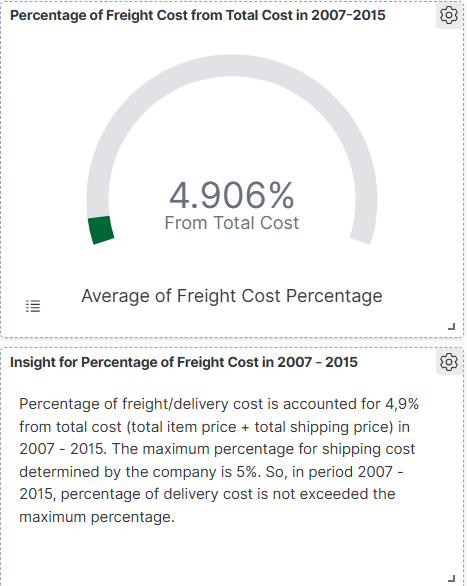 Percentage of Freight Cost from Total Cost in 2007-2015
4.906%
From Total Cost
Average of Freight Cost Percentage
Insight for Percentage of Freight Cost in 2007 - 2015
Percentage of freight/delivery cost is accounted for 4,9%
from total cost (total item price + total shipping price) in
2007 - 2015. The maximum percentage for shipping cost
determined by the company is 5%. So, in period 2007 -
2015, percentage of delivery cost is not exceeded the
maximum percentage.